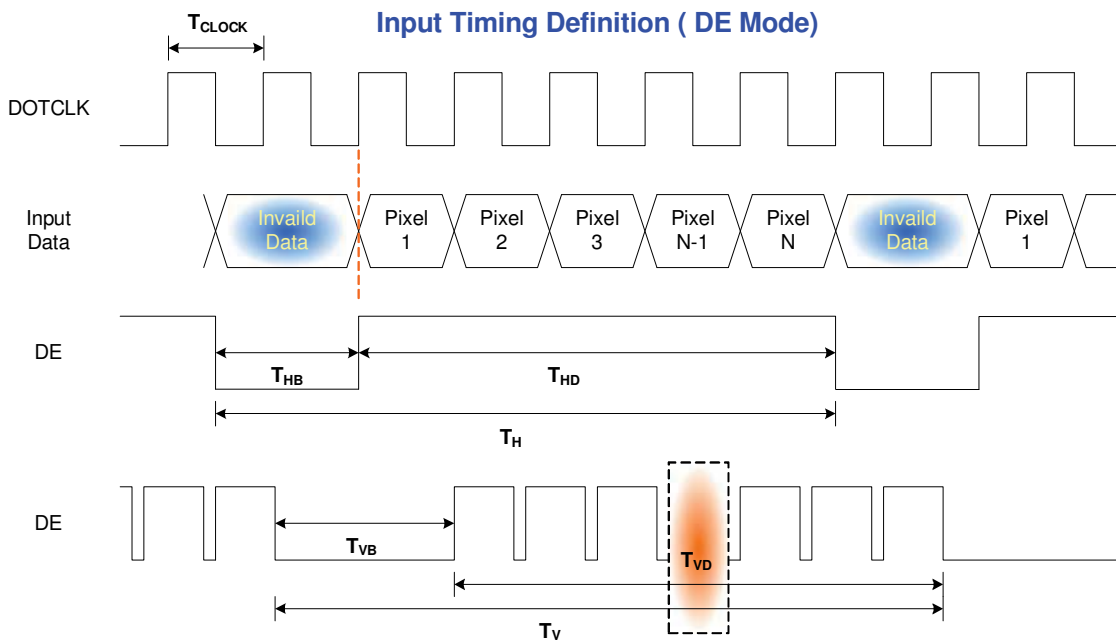 Input Timing Definition ( DE Mode)
TCLOCK
DOTCLK
Input
Data
Invaild
Data
Pixel
1
Pixel
2
Pixel
3
Pixel
N-1
Pixel
N
Invaild
Data
Pixel
1
DE
THB
THD
TH
DE
TVB
TVD
TV